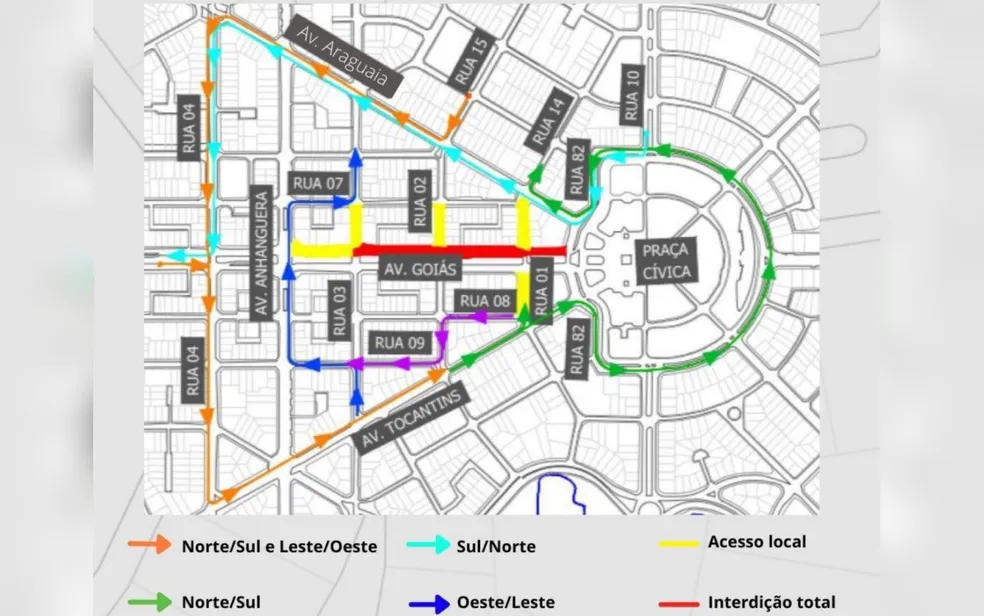 Av. Araguaia
RUA 15
RUA 10
RUA 04
RUA 14
RUA 82
RUA 07
RUA 02
AV. ANHANGUERA
PRAÇA
CÍVICA
AV. GOIÁS
RUA 01
RUA 03
RUA 08
RUA 09
RUA 82
RUA 04
AV. TOCANTINS
Norte/Sul e Leste/Oeste
Sul/Norte
Acesso local
Norte/Sul
Oeste/Leste
Interdição total